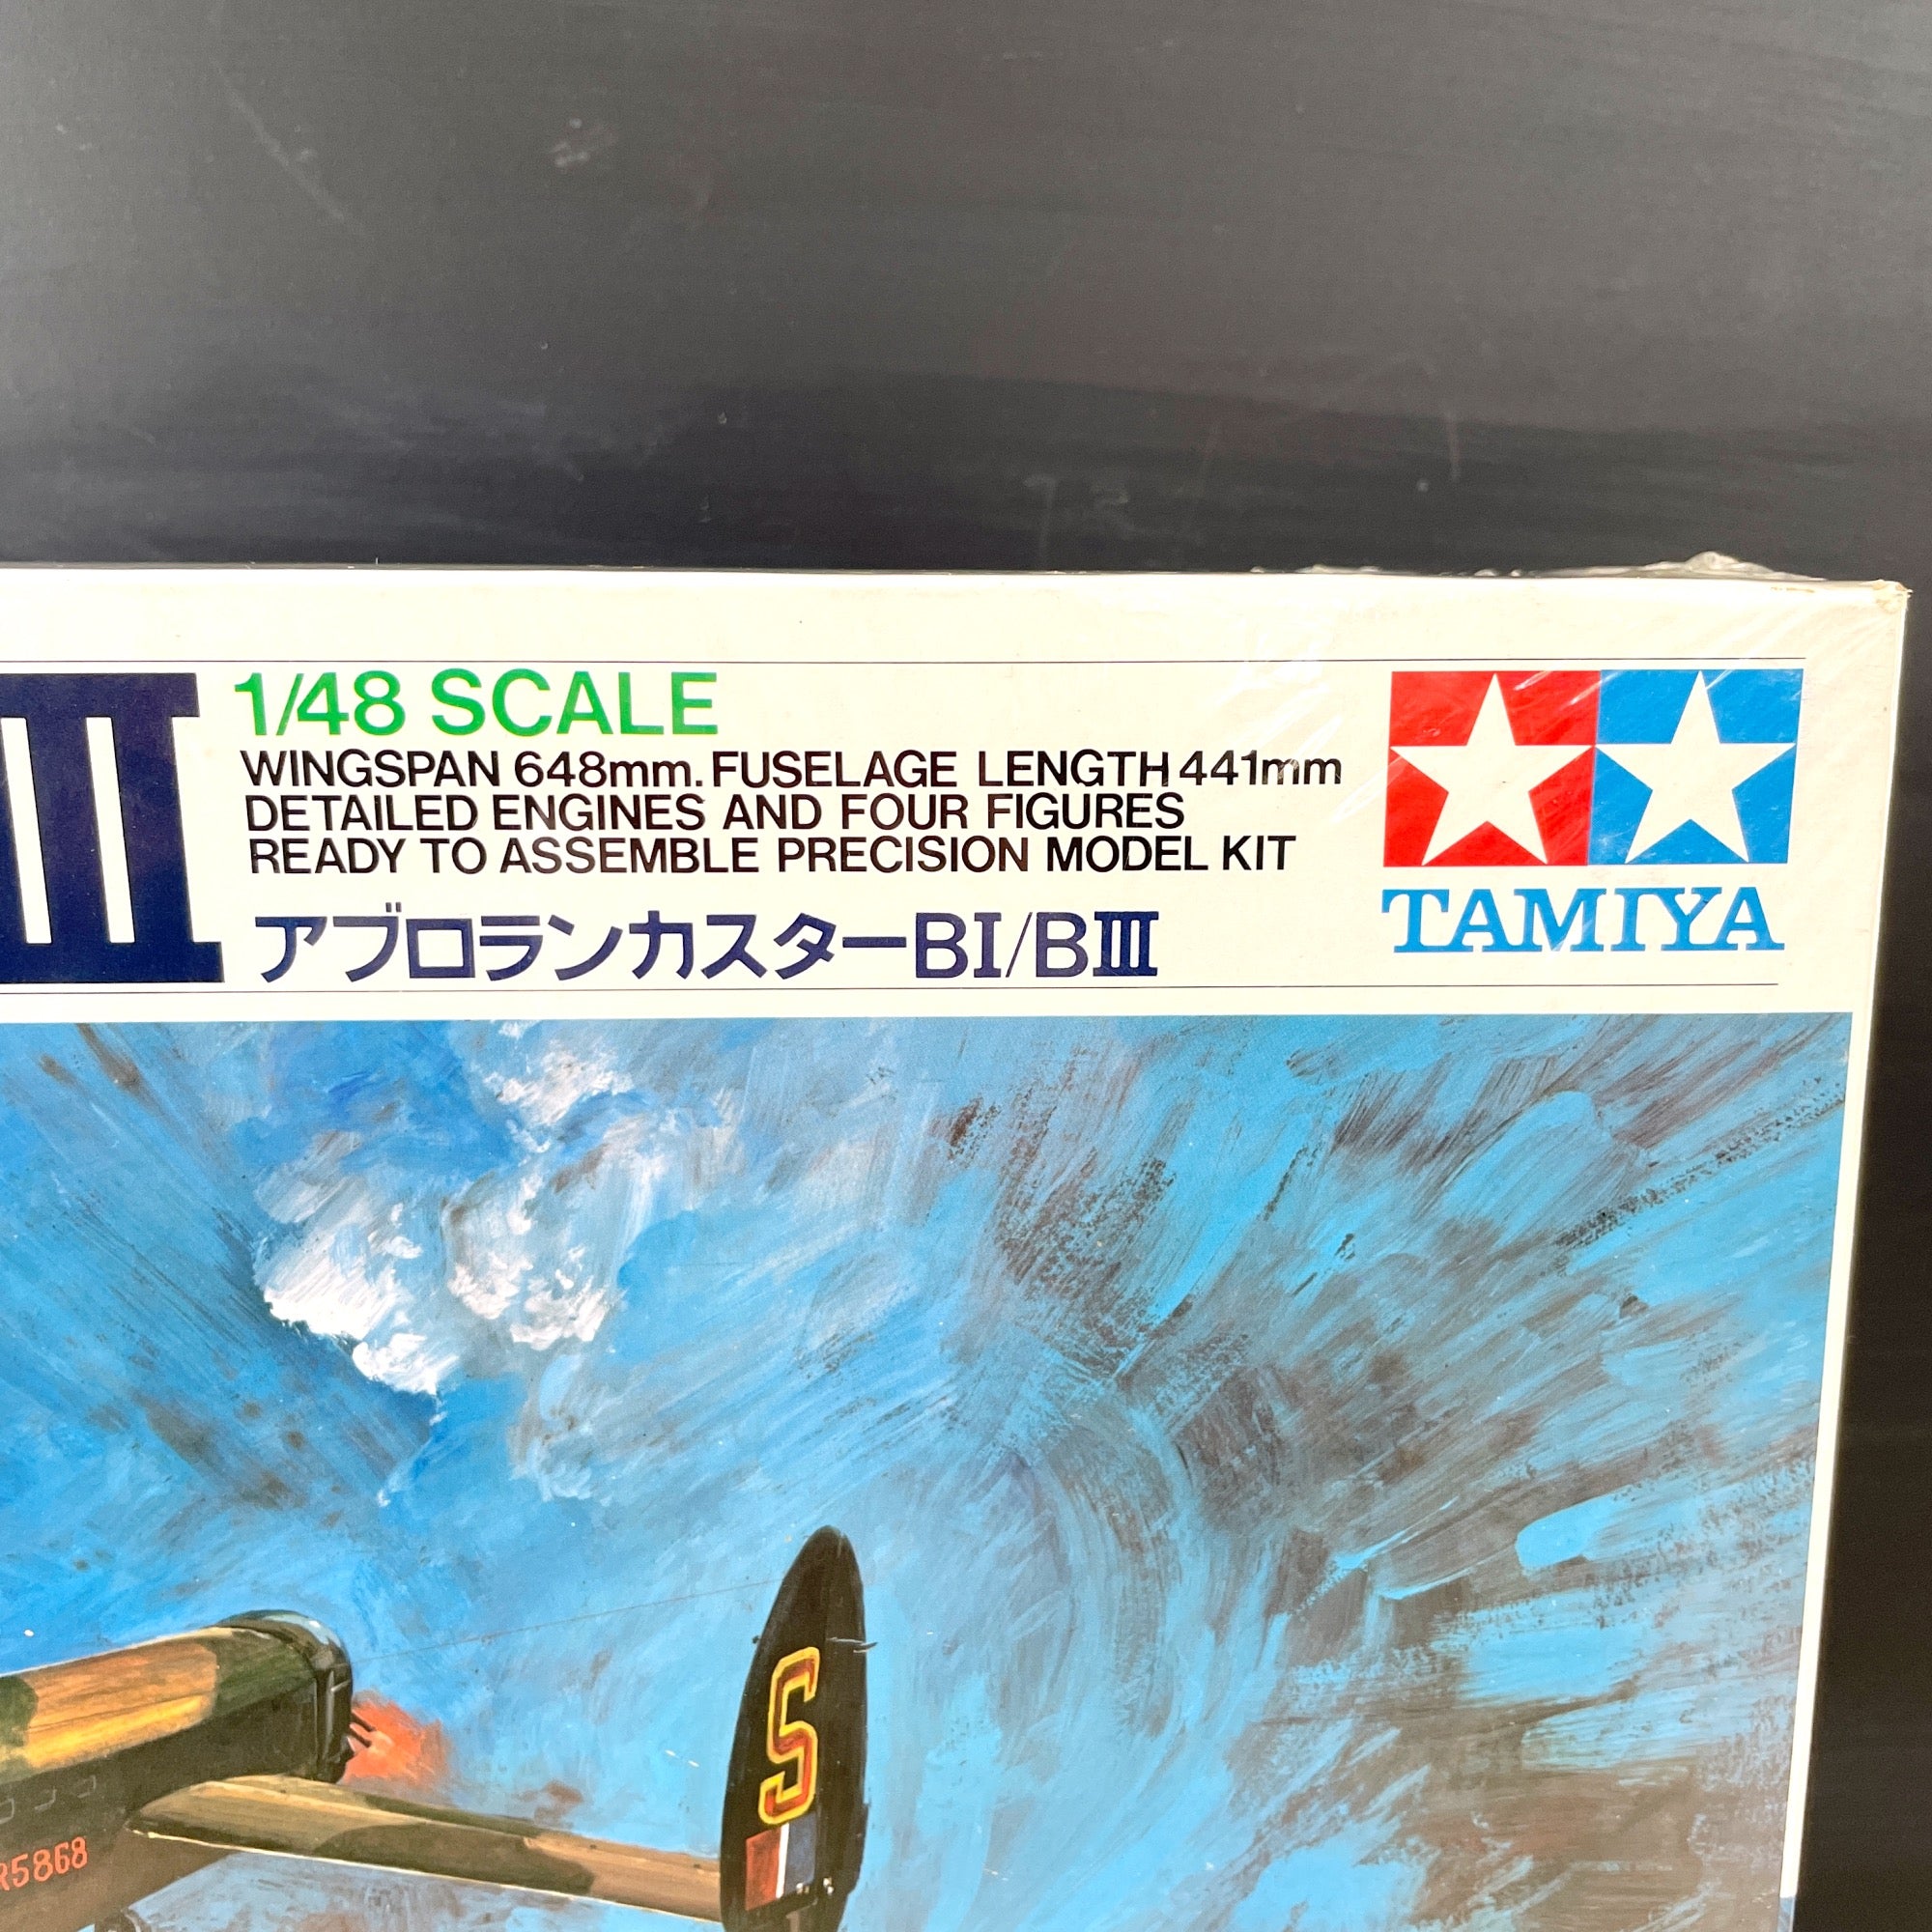 III
1/48 SCALE
WINGSPAN 648mm. FUSELAGE LENGTH 441mm
DETAILED ENGINES AND FOUR FIGURES
READY TO ASSEMBLE PRECISION MODEL KIT
アブロランカスターBI/BIII
TAMIYA
S
R5868